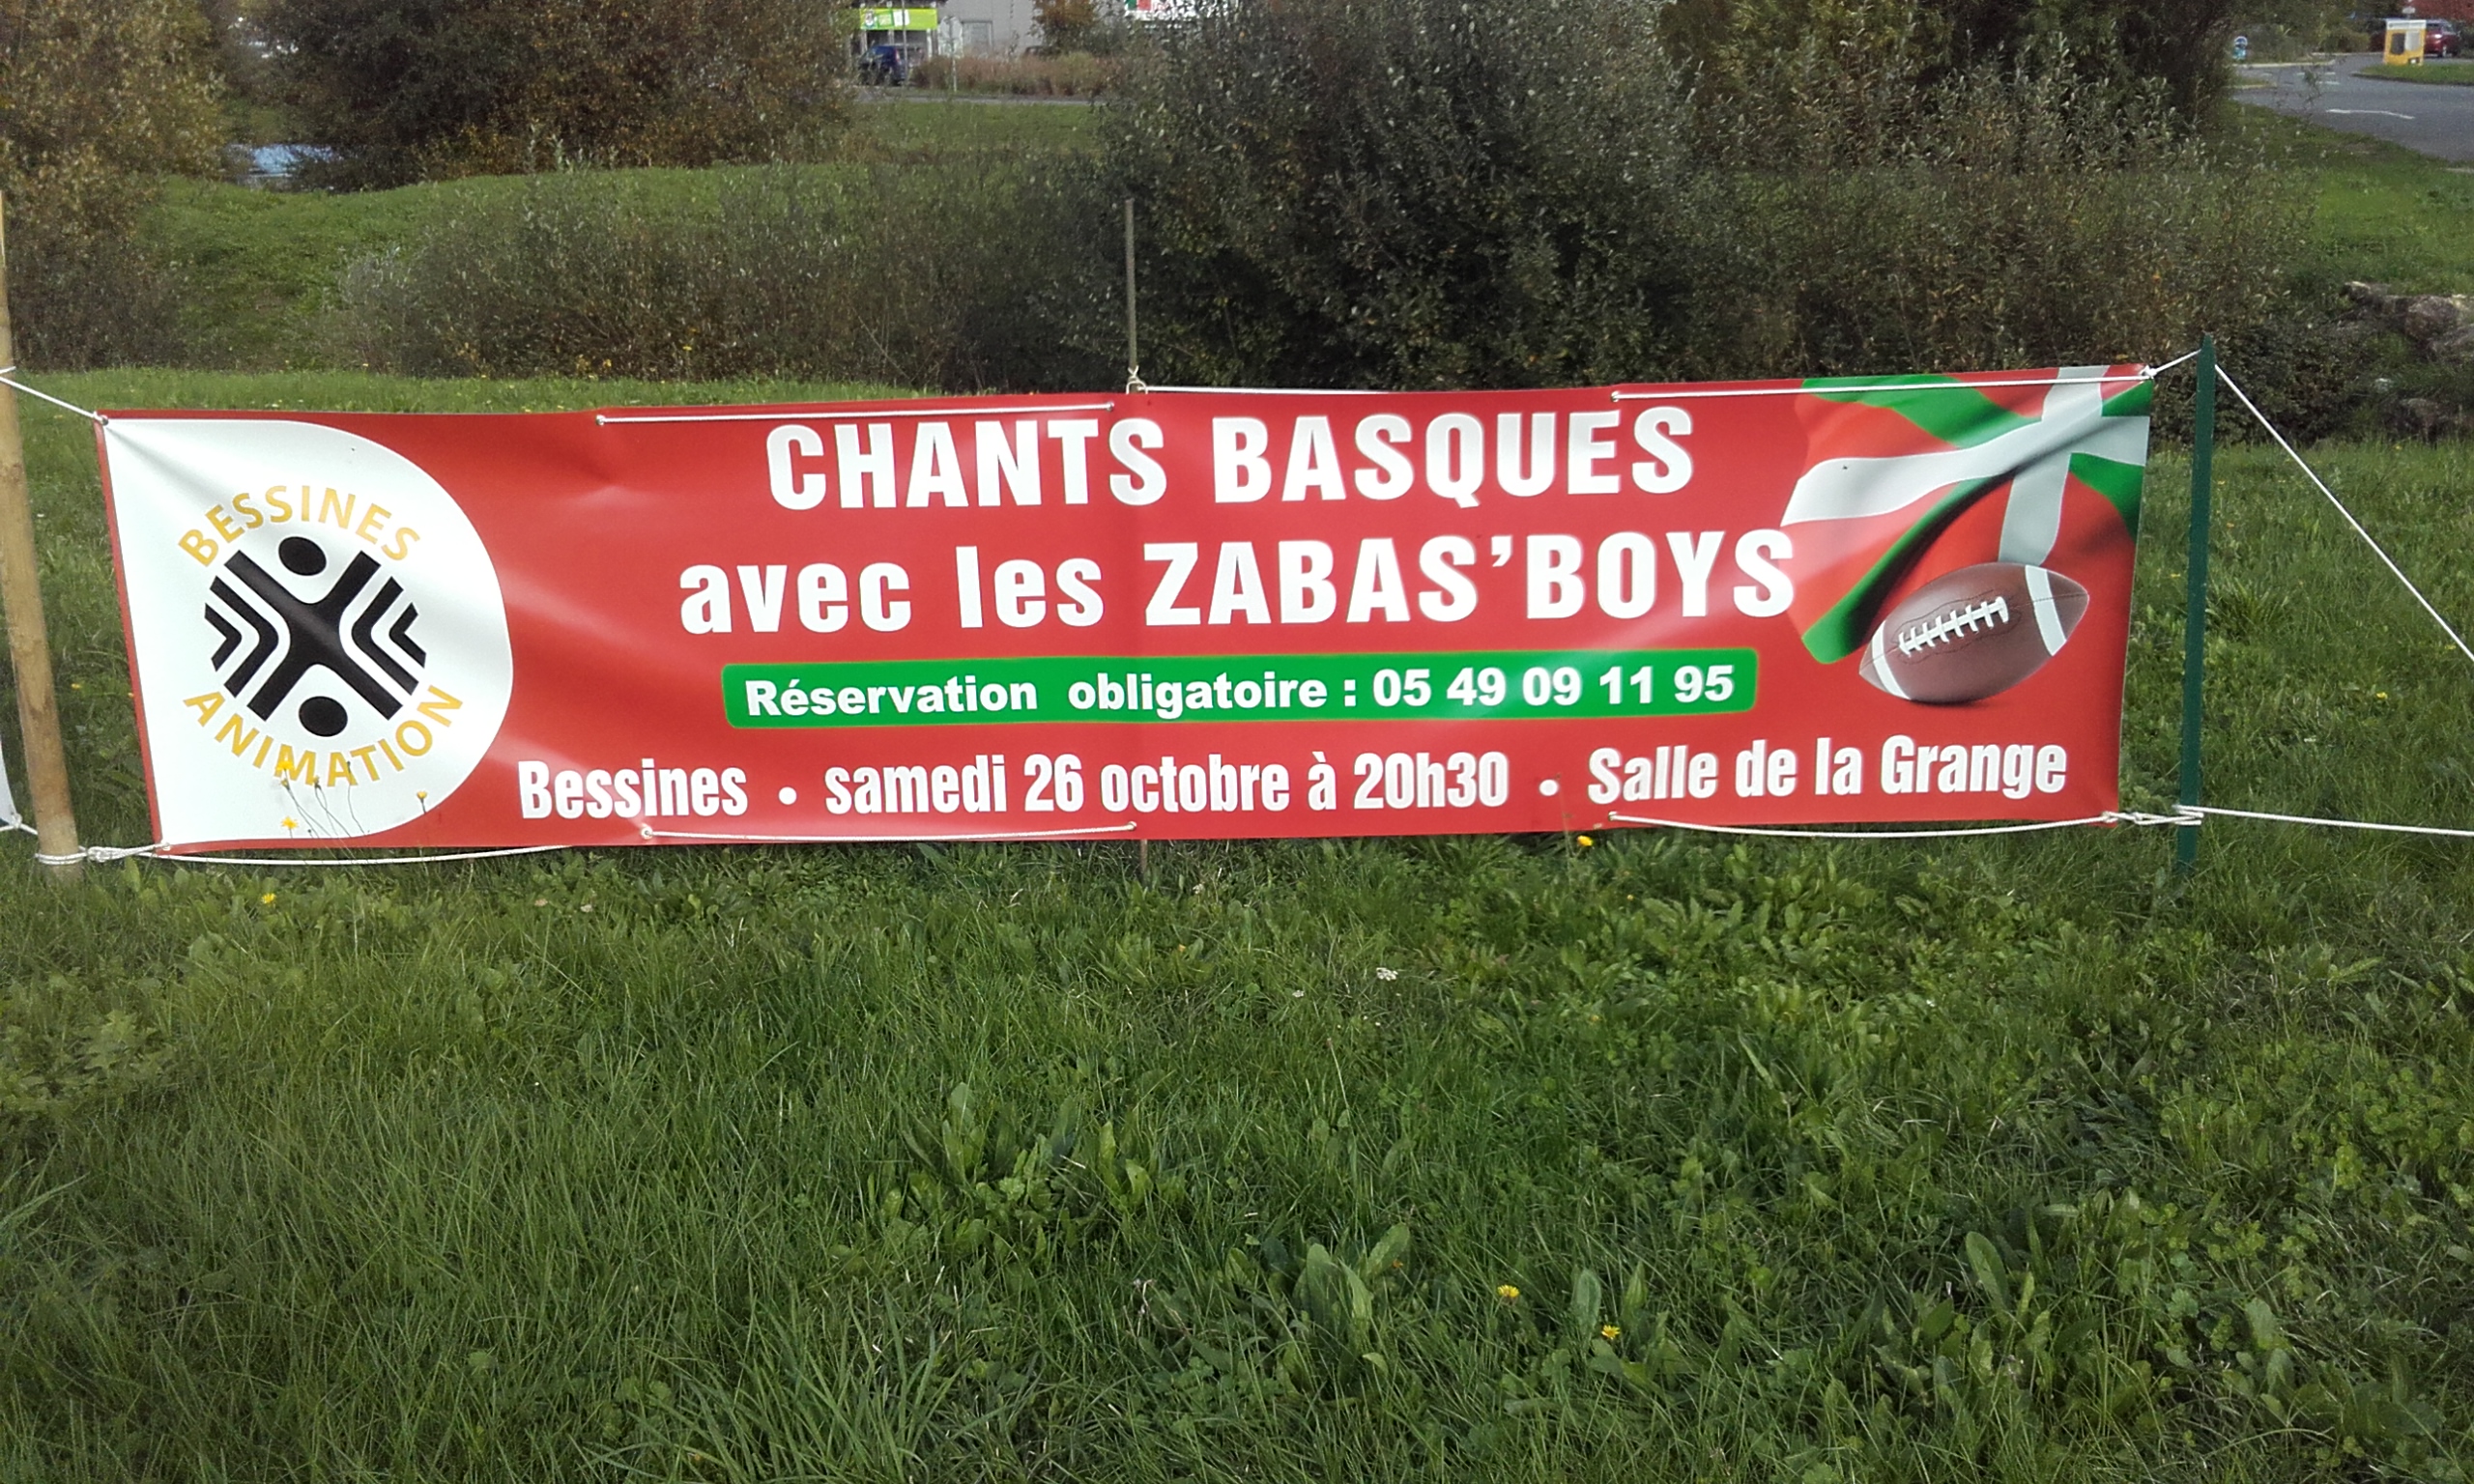 BESSINES
ANIMATION
CHANTS BASQUES
avec les ZABAS'BOYS
Réservation obligatoire : 05 49 09 11 95
Bessines • samedi 26 octobre à 20h30 • Salle de la Grange